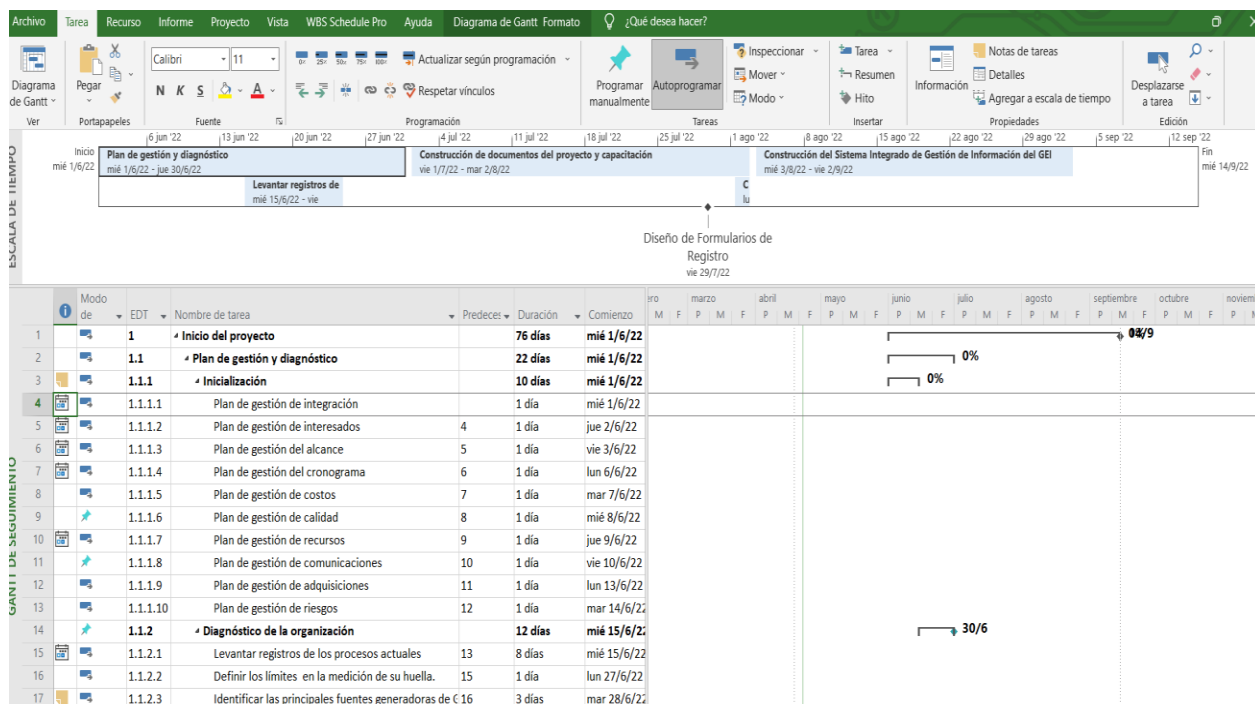 Archivo Tarea Recurso Informe Proyecto Vista WBS Schedule Pro Ayuda Diagrama de Gantt Formato ¿Qué desea hacer?
Diagrama de Gantt
Ver
Pegar
Portapapeles
Calibri 11
N K S A
Fuente
0% 25% 50% 75% 100% Actualizar según programación
Respetar vínculos
Programación
Programar manualmente
Autoprogramar
Inspeccionar
Mover
Modo
Tareas
Tarea
Resumen
Hito
Insertar
Información
Notas de tareas
Detalles
Agregar a escala de tiempo
Propiedades
Desplazarse a tarea
Edición
ESCALA DE TIEMPO
6 jun '22 13 jun '22 20 jun '22 27 jun '22 4 jul '22 11 jul '22 18 jul '22 25 jul '22 1 ago '22 8 ago '22 15 ago '22 22 ago '22 29 ago '22 5 sep '22 12 sep '22
Inicio
mié 1/6/22
Plan de gestión y diagnóstico
mié 1/6/22 - jue 30/6/22
Construcción de documentos del proyecto y capacitación
vie 1/7/22 - mar 2/8/22
Construcción del Sistema Integrado de Gestión de Información del GEI
mié 3/8/22 - vie 2/9/22
Fin
mié 14/9/22
Levantar registros de
mié 15/6/22 - vie
C
lu
Diseño de Formularios de
Registro
vie 29/7/22
GANTT DE SEGUIMIENTO
Modo de EDT Nombre de tarea Predeces Duración Comienzo
ero marzo abril mayo junio julio agosto septiembre octubre noviem
M F P M F P M F P M F P M F P M F P M F P M F P M F P
1 1 Inicio del proyecto 76 días mié 1/6/22
2 1.1 Plan de gestión y diagnóstico 22 días mié 1/6/22 0%
3 1.1.1 Inicialización 10 días mié 1/6/22 0%
4 1.1.1.1 Plan de gestión de integración 1 día mié 1/6/22
5 1.1.1.2 Plan de gestión de interesados 4 1 día jue 2/6/22
6 1.1.1.3 Plan de gestión del alcance 5 1 día vie 3/6/22
7 1.1.1.4 Plan de gestión del cronograma 6 1 día lun 6/6/22
8 1.1.1.5 Plan de gestión de costos 7 1 día mar 7/6/22
9 1.1.1.6 Plan de gestión de calidad 8 1 día mié 8/6/22
10 1.1.1.7 Plan de gestión de recursos 9 1 día jue 9/6/22
11 1.1.1.8 Plan de gestión de comunicaciones 10 1 día vie 10/6/22
12 1.1.1.9 Plan de gestión de adquisiciones 11 1 día lun 13/6/22
13 1.1.1.10 Plan de gestión de riesgos 12 1 día mar 14/6/22
14 1.1.2 Diagnóstico de la organización 12 días mié 15/6/22 30/6
15 1.1.2.1 Levantar registros de los procesos actuales 13 8 días mié 15/6/22
16 1.1.2.2 Definir los límites en la medición de su huella. 15 1 día lun 27/6/22
17 1.1.2.3 Identificar las principales fuentes generadoras de G 16 3 días mar 28/6/22